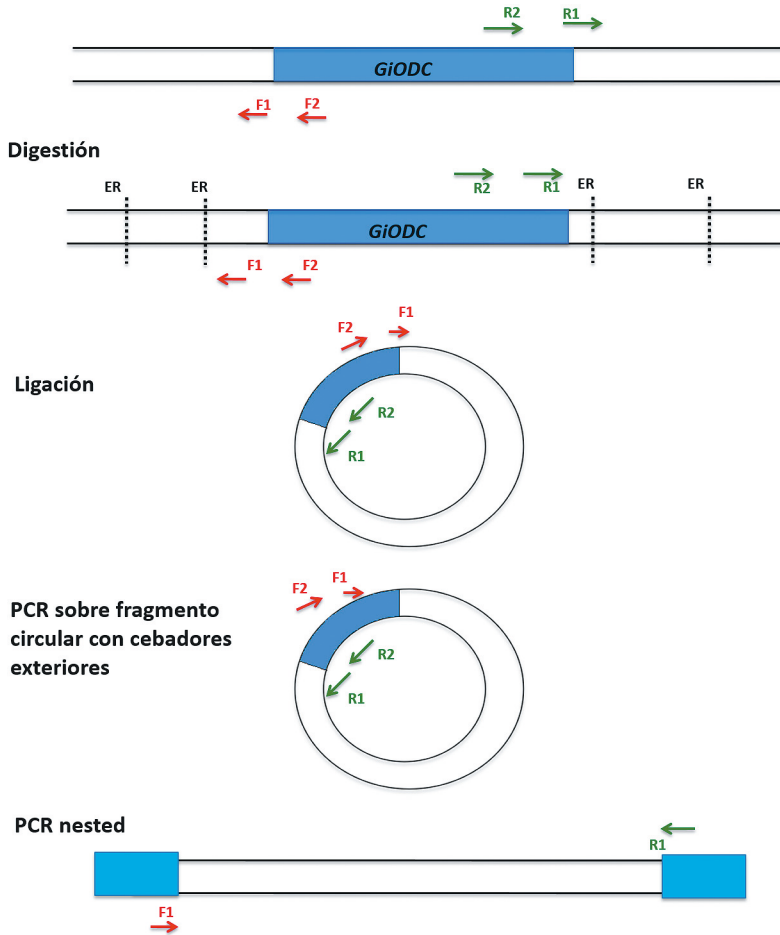 R2 R1
GiODC
F1 F2
Digestión
ER ER ER ER
R2 R1
GiODC
F1 F2
F1
F2
Ligación
R2
R1
F2 F1
PCR sobre fragmento
circular con cebadores
exteriores
R2
R1
PCR nested
R1
F1